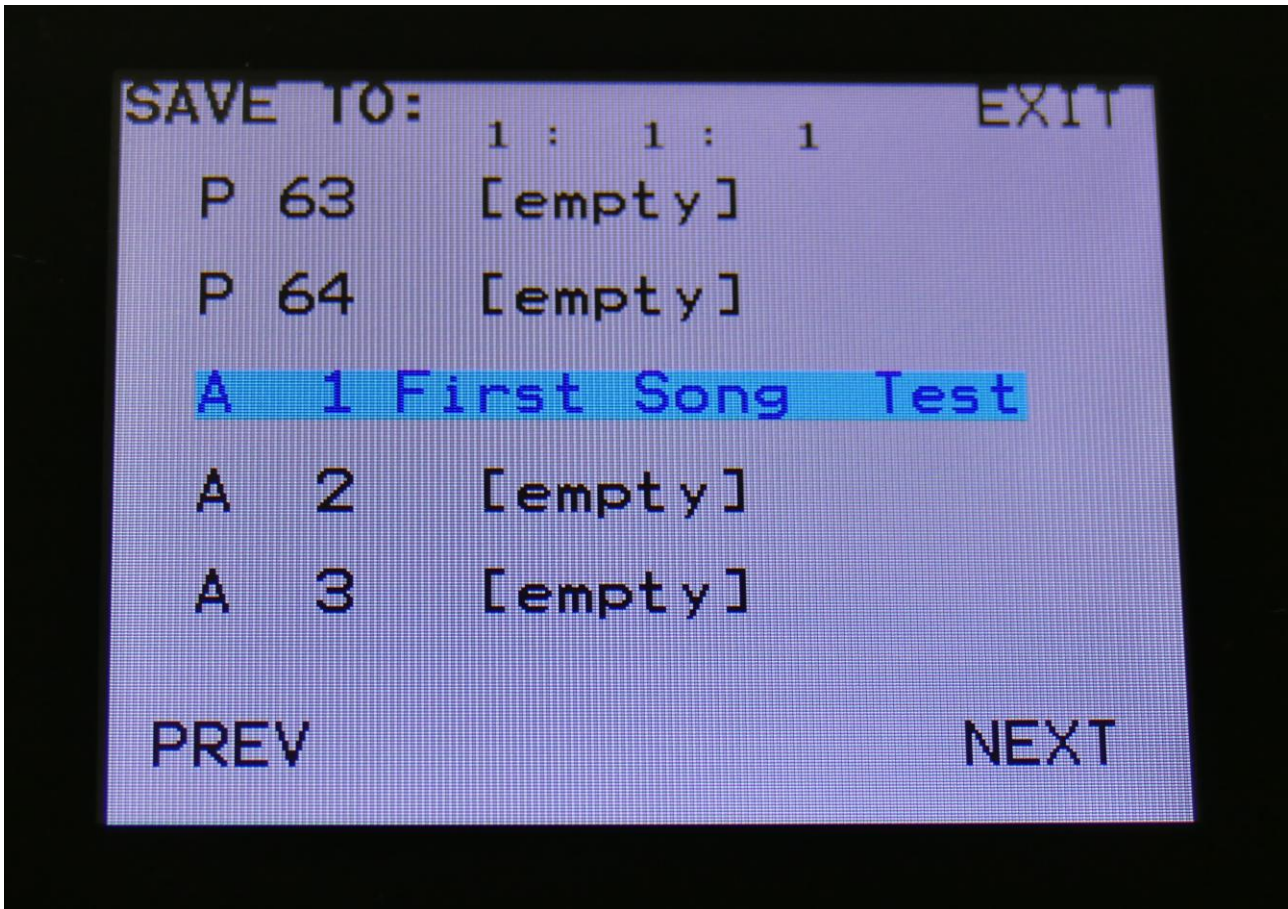 SAVE TO: EXIT
1 : 1 : 1
P 63 [empty]
P 64 [empty]
A 1 First Song Test
A 2 [empty]
A 3 [empty]
PREV NEXT